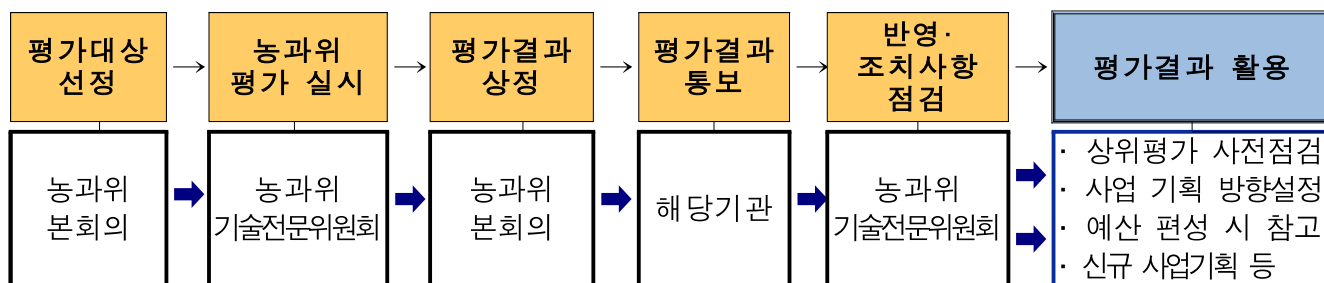 평가대상
선정
농과위
평가 실시
평가결과
상정
평가결과
통보
반영·
조치사항
점검
평가결과 활용
농과위
본회의
농과위
기술전문위원회
농과위
본회의
해당기관
농과위
기술전문위원회
· 상위평가 사전점검
· 사업 기획 방향설정
· 예산 편성 시 참고
· 신규 사업기획 등